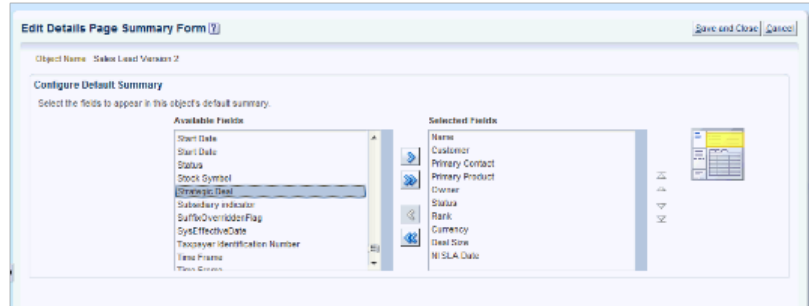 Edit Details Page Summary Form [?]
Save and Close Cancel
Object Name Sales Lead Version 2
Configure Default Summary
Select the fields to appear in this object's default summary.
Available Fields
Start Date
Start Date
Status
Stock Symbol
Strategic Deal
Subsidiary indicator
SuffixOverriddenFlag
SysEffectiveDate
Taxpayer Identification Number
Time Frame
Time Frame
Selected Fields
Name
Customer
Primary Contact
Primary Product
Owner
Status
Rank
Currency
Deal Size
NISLA Date